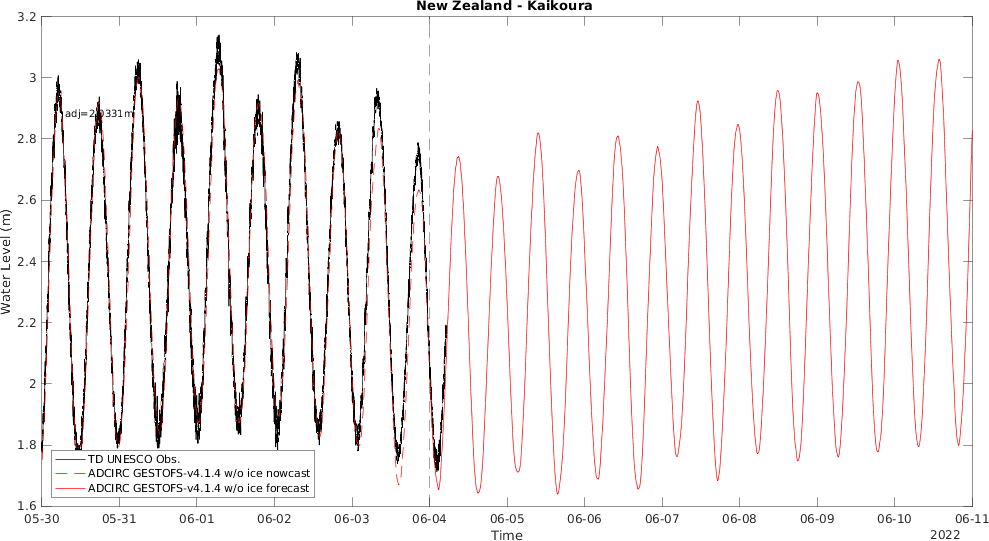 New Zealand - Kaikoura
3.2
3
2.8
2.6
2.4
2.2
2
1.8
1.6
Water Level (m)
TD UNESCO Obs.
ADCIRC GESTOFS-v4.1.4 w/o ice nowcast
ADCIRC GESTOFS-v4.1.4 w/o ice forecast
05-30 05-31 06-01 06-02 06-03 06-04 06-05 06-06 06-07 06-08 06-09 06-10 06-11
Time
2022